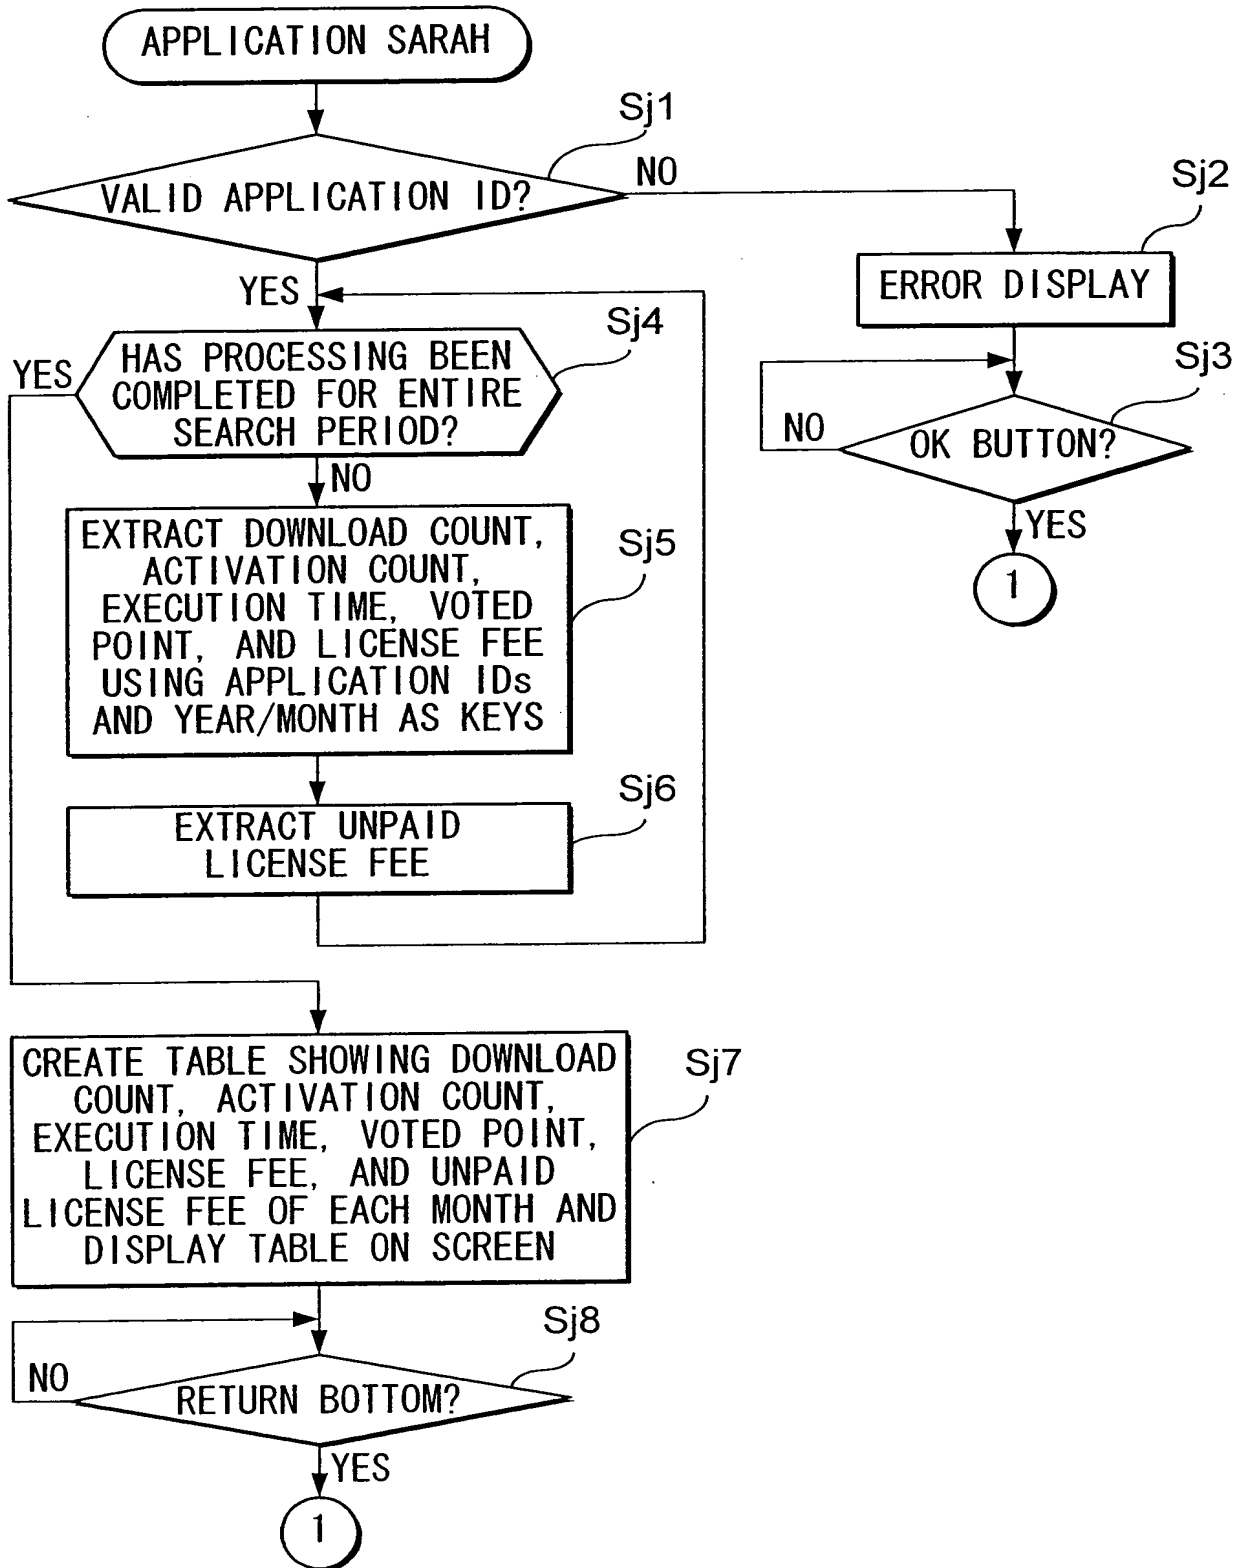 APPLICATION SARAH
Sj1
VALID APPLICATION ID?
NO
Sj2
ERROR DISPLAY
YES
Sj4
HAS PROCESSING BEEN
COMPLETED FOR ENTIRE
SEARCH PERIOD?
YES
Sj3
OK BUTTON?
NO
YES
1
NO
EXTRACT DOWNLOAD COUNT,
ACTIVATION COUNT,
EXECUTION TIME, VOTED
POINT, AND LICENSE FEE
USING APPLICATION IDs
AND YEAR/MONTH AS KEYS
Sj5
Sj6
EXTRACT UNPAID
LICENSE FEE
CREATE TABLE SHOWING DOWNLOAD
COUNT, ACTIVATION COUNT,
EXECUTION TIME, VOTED POINT,
LICENSE FEE, AND UNPAID
LICENSE FEE OF EACH MONTH AND
DISPLAY TABLE ON SCREEN
Sj7
Sj8
NO
RETURN BOTTOM?
YES
1